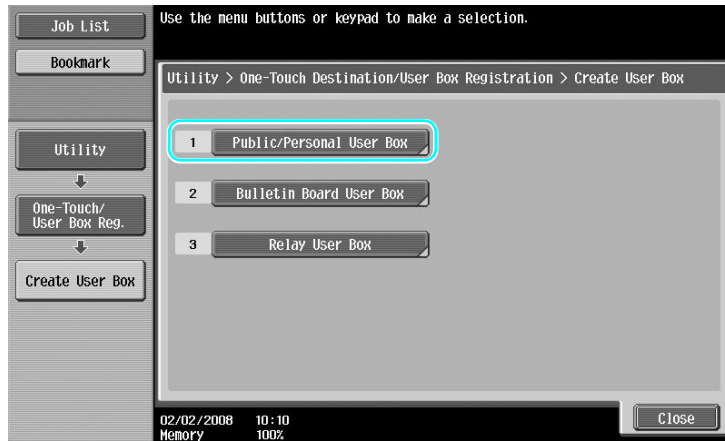 Job List
Bookmark
Utility
One-Touch/
User Box Reg.
Create User Box
Use the menu buttons or keypad to make a selection.
Utility > One-Touch Destination/User Box Registration > Create User Box
1 Public/Personal User Box
2 Bulletin Board User Box
3 Relay User Box
02/02/2008 10:10
Memory 100%
Close